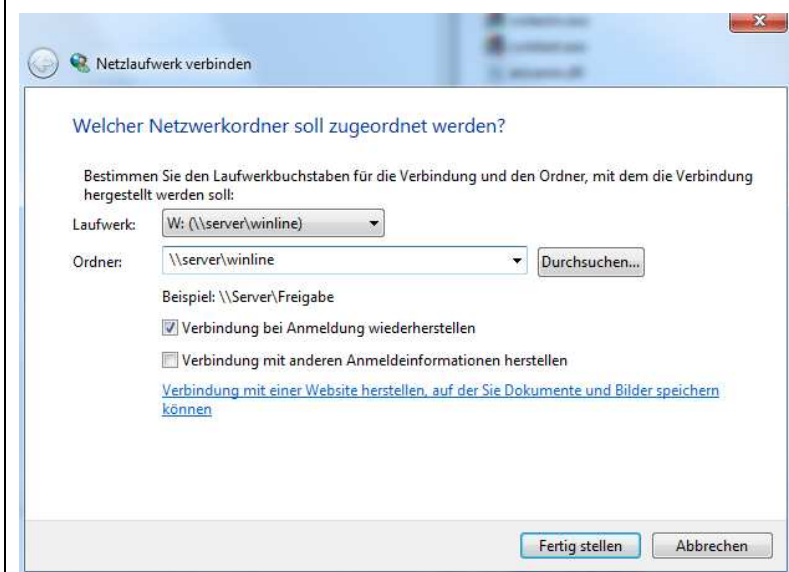 Netzlaufwerk verbinden
Welcher Netzwerkordner soll zugeordnet werden?
Bestimmen Sie den Laufwerkbuchstaben für die Verbindung und den Ordner, mit dem die Verbindung
hergestellt werden soll:
Laufwerk: W: (\\server\winline)
Ordner: \\server\winline Durchsuchen...
Beispiel: \\Server\Freigabe
Verbindung bei Anmeldung wiederherstellen
Verbindung mit anderen Anmeldeinformationen herstellen
Verbindung mit einer Website herstellen, auf der Sie Dokumente und Bilder speichern
können
Fertig stellen Abbrechen